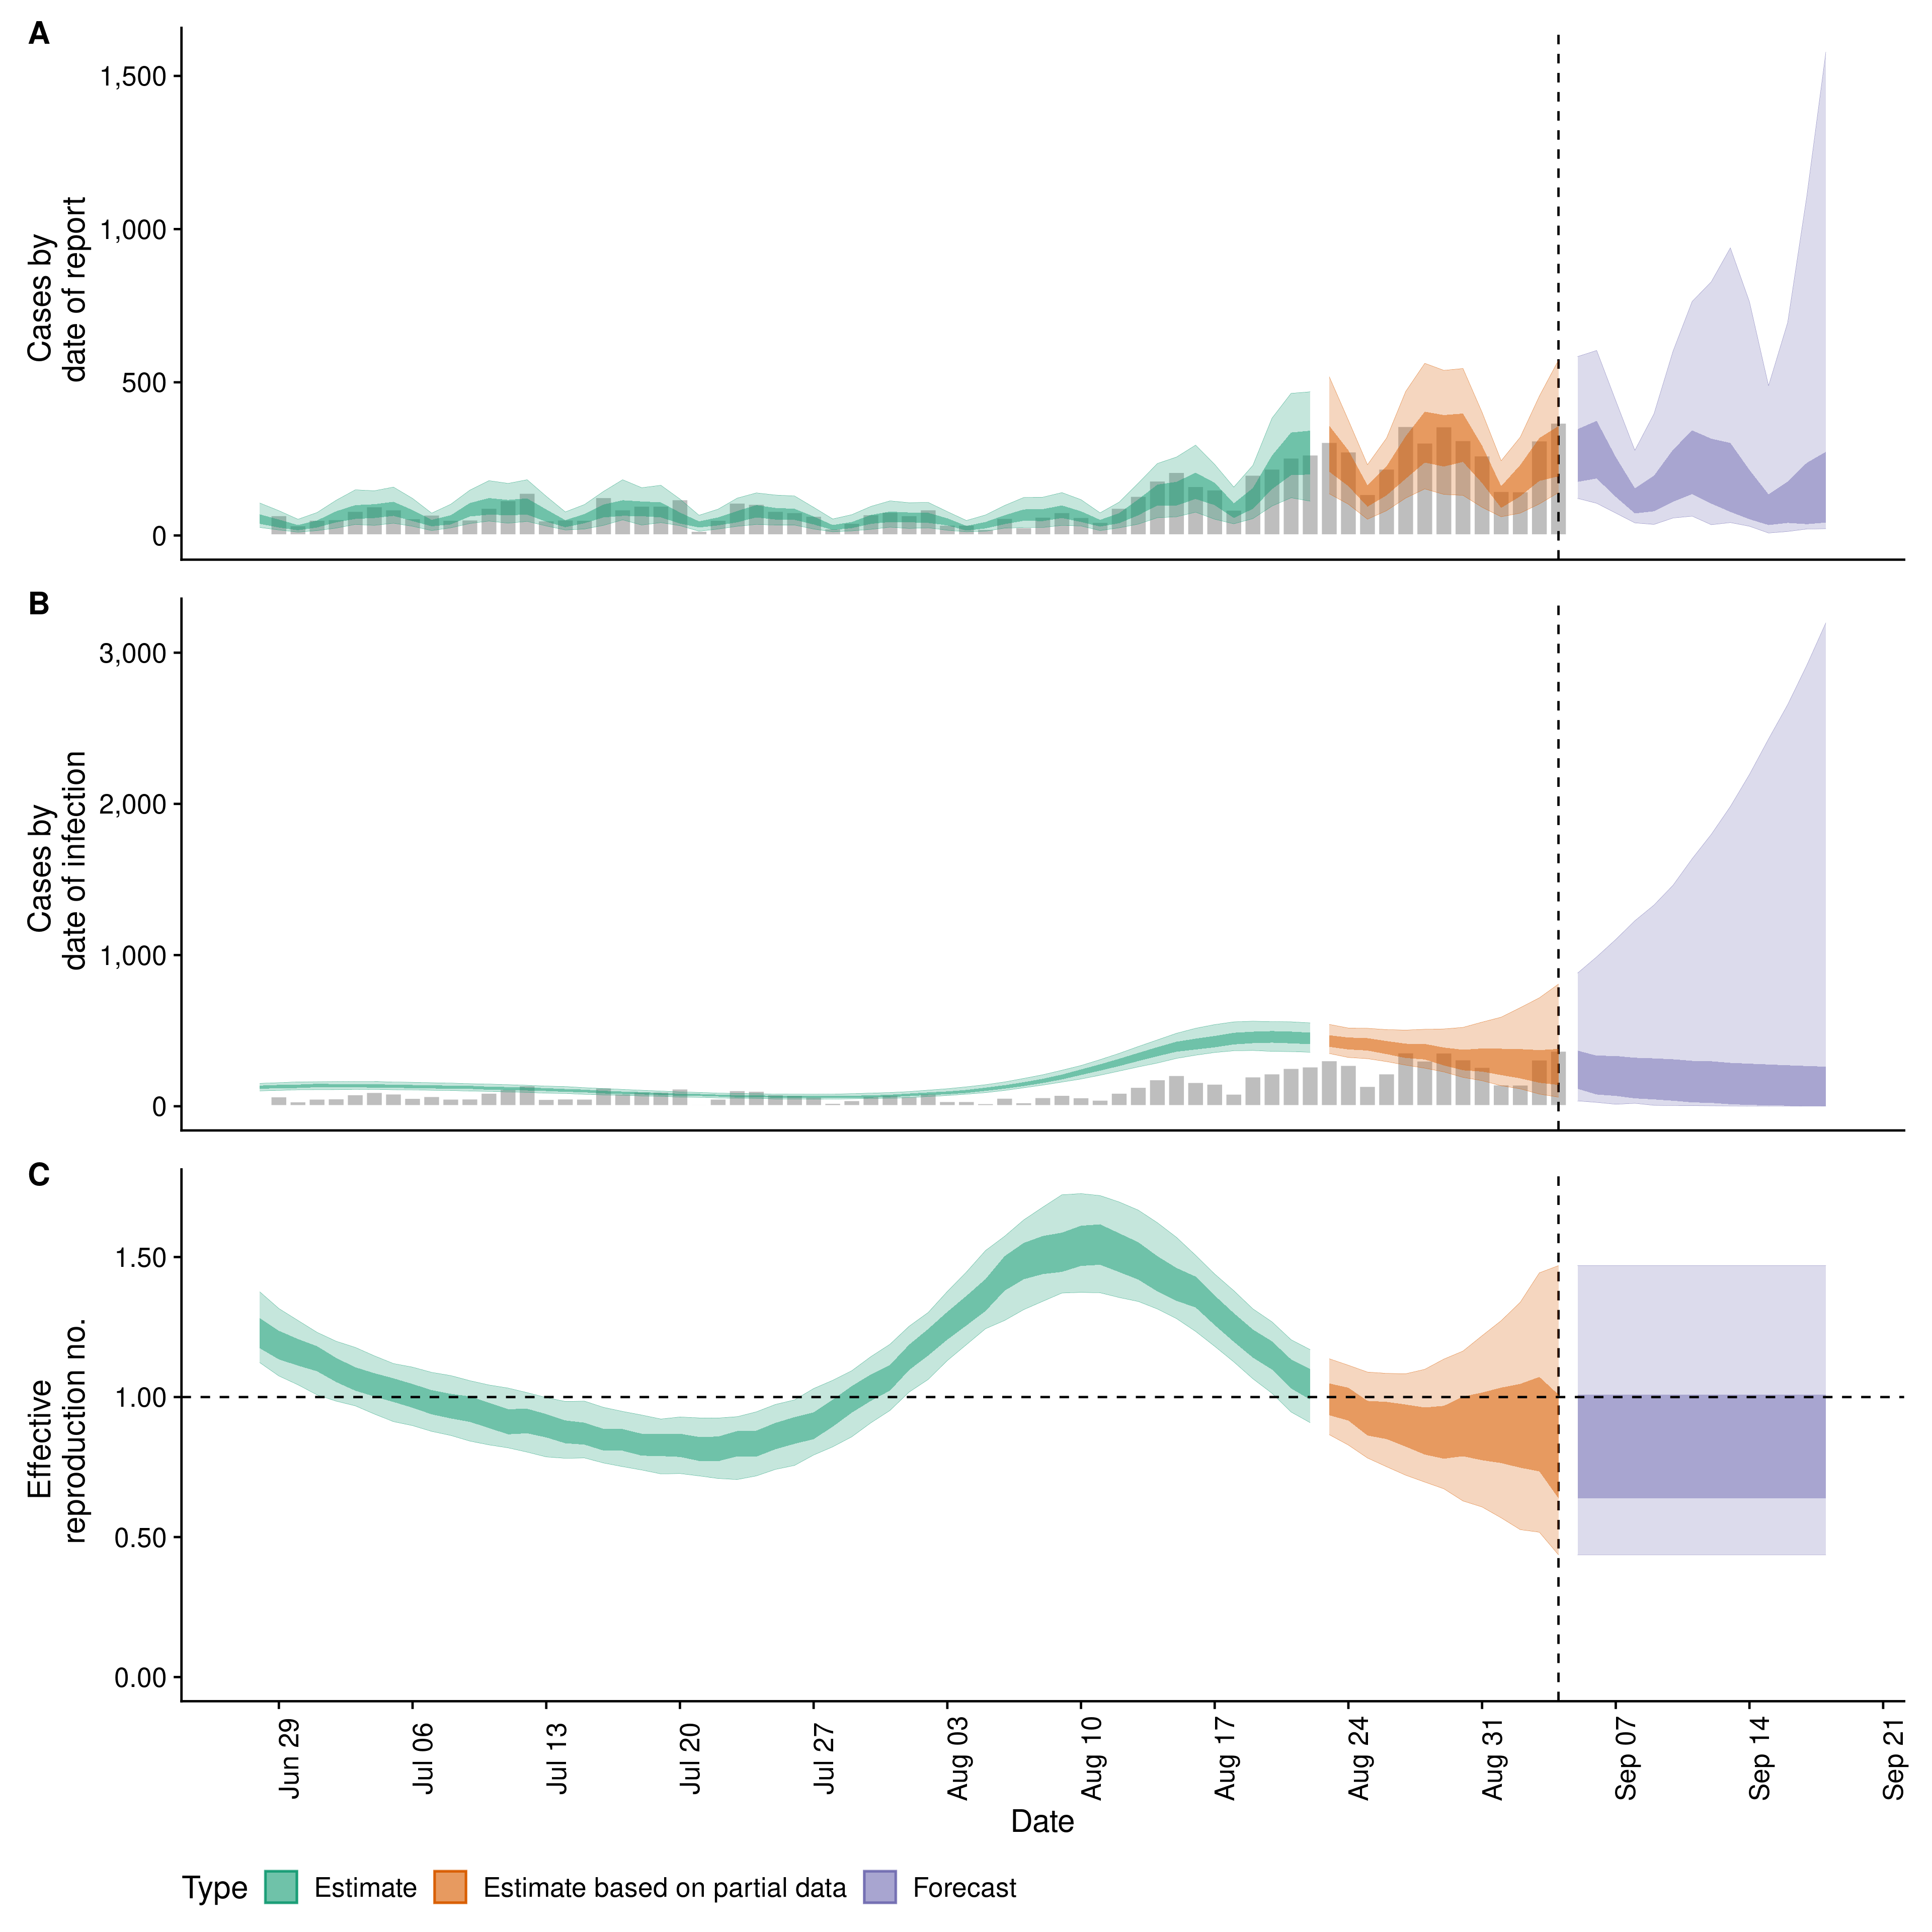 A
Cases by
date of report
1,500
1,000
500
0
B
Cases by
date of infection
3,000
2,000
1,000
0
C
Effective
reproduction no.
1.50
1.00
0.50
0.00
Jun 29
Jul 06
Jul 13
Jul 20
Jul 27
Aug 03
Aug 10
Aug 17
Aug 24
Aug 31
Sep 07
Sep 14
Sep 21
Date
Type Estimate Estimate based on partial data Forecast